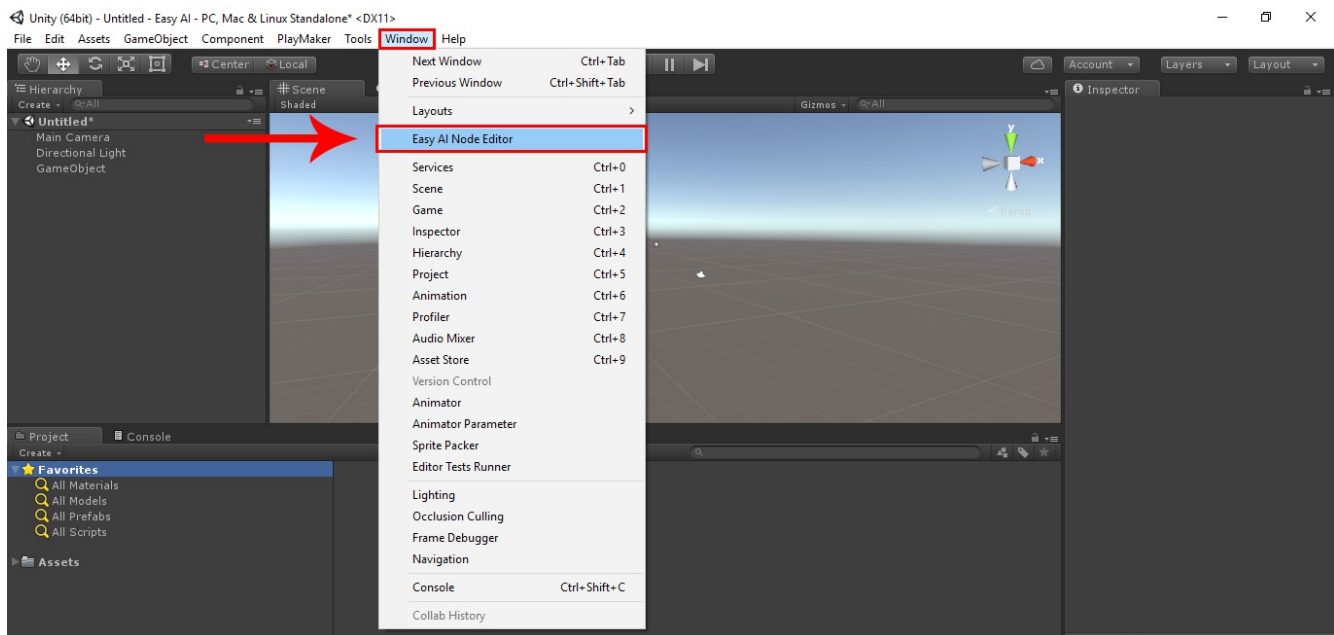 Unity (64bit) - Untitled - Easy AI - PC, Mac & Linux Standalone* <DX11>
File Edit Assets GameObject Component PlayMaker Tools Window Help
Center Local Account Layers Layout
Hierarchy
Create All
Untitled*
Main Camera
Directional Light
GameObject
Scene
Shaded Gizmos All
Persp
y
x
Next Window Ctrl+Tab
Previous Window Ctrl+Shift+Tab
Layouts
Easy AI Node Editor
Services Ctrl+0
Scene Ctrl+1
Game Ctrl+2
Inspector Ctrl+3
Hierarchy Ctrl+4
Project Ctrl+5
Animation Ctrl+6
Profiler Ctrl+7
Audio Mixer Ctrl+8
Asset Store Ctrl+9
Version Control
Animator
Animator Parameter
Sprite Packer
Editor Tests Runner
Lighting
Occlusion Culling
Frame Debugger
Navigation
Console Ctrl+Shift+C
Collab History
Inspector
Project Console
Create
Favorites
All Materials
All Models
All Prefabs
All Scripts
Assets